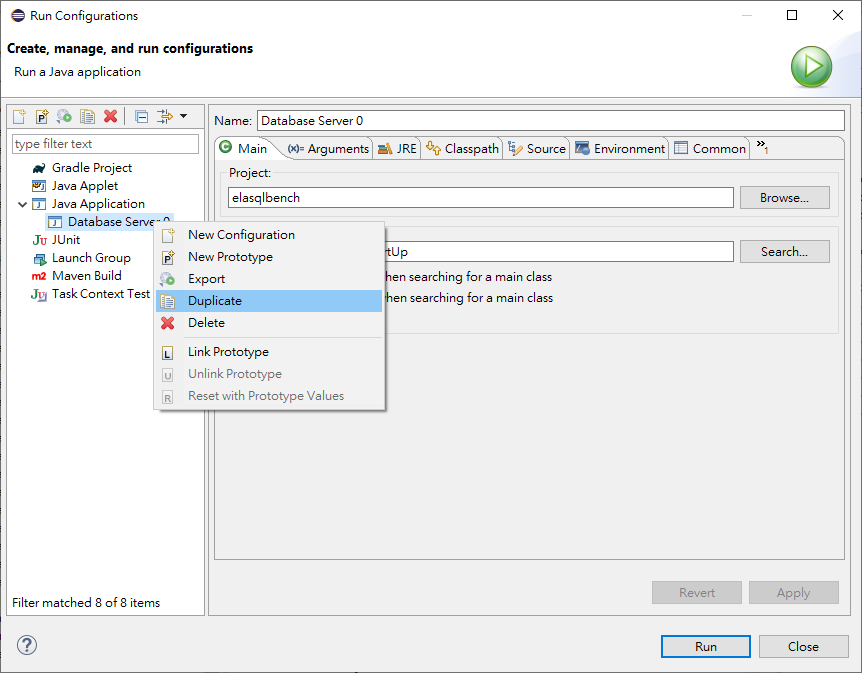 Run Configurations
Create, manage, and run configurations
Run a Java application
type filter text
Gradle Project
Java Applet
Java Application
Database Server 0
JUnit
Launch Group
Maven Build
Task Context Test
Filter matched 8 of 8 items
New Configuration
New Prototype
Export
Duplicate
Delete
Link Prototype
Unlink Prototype
Reset with Prototype Values
Name: Database Server 0
Main (x)= Arguments JRE Classpath Source Environment Common »1
Project:
elasqlbench Browse...
tUp Search...
hen searching for a main class
hen searching for a main class
Revert Apply
Run Close